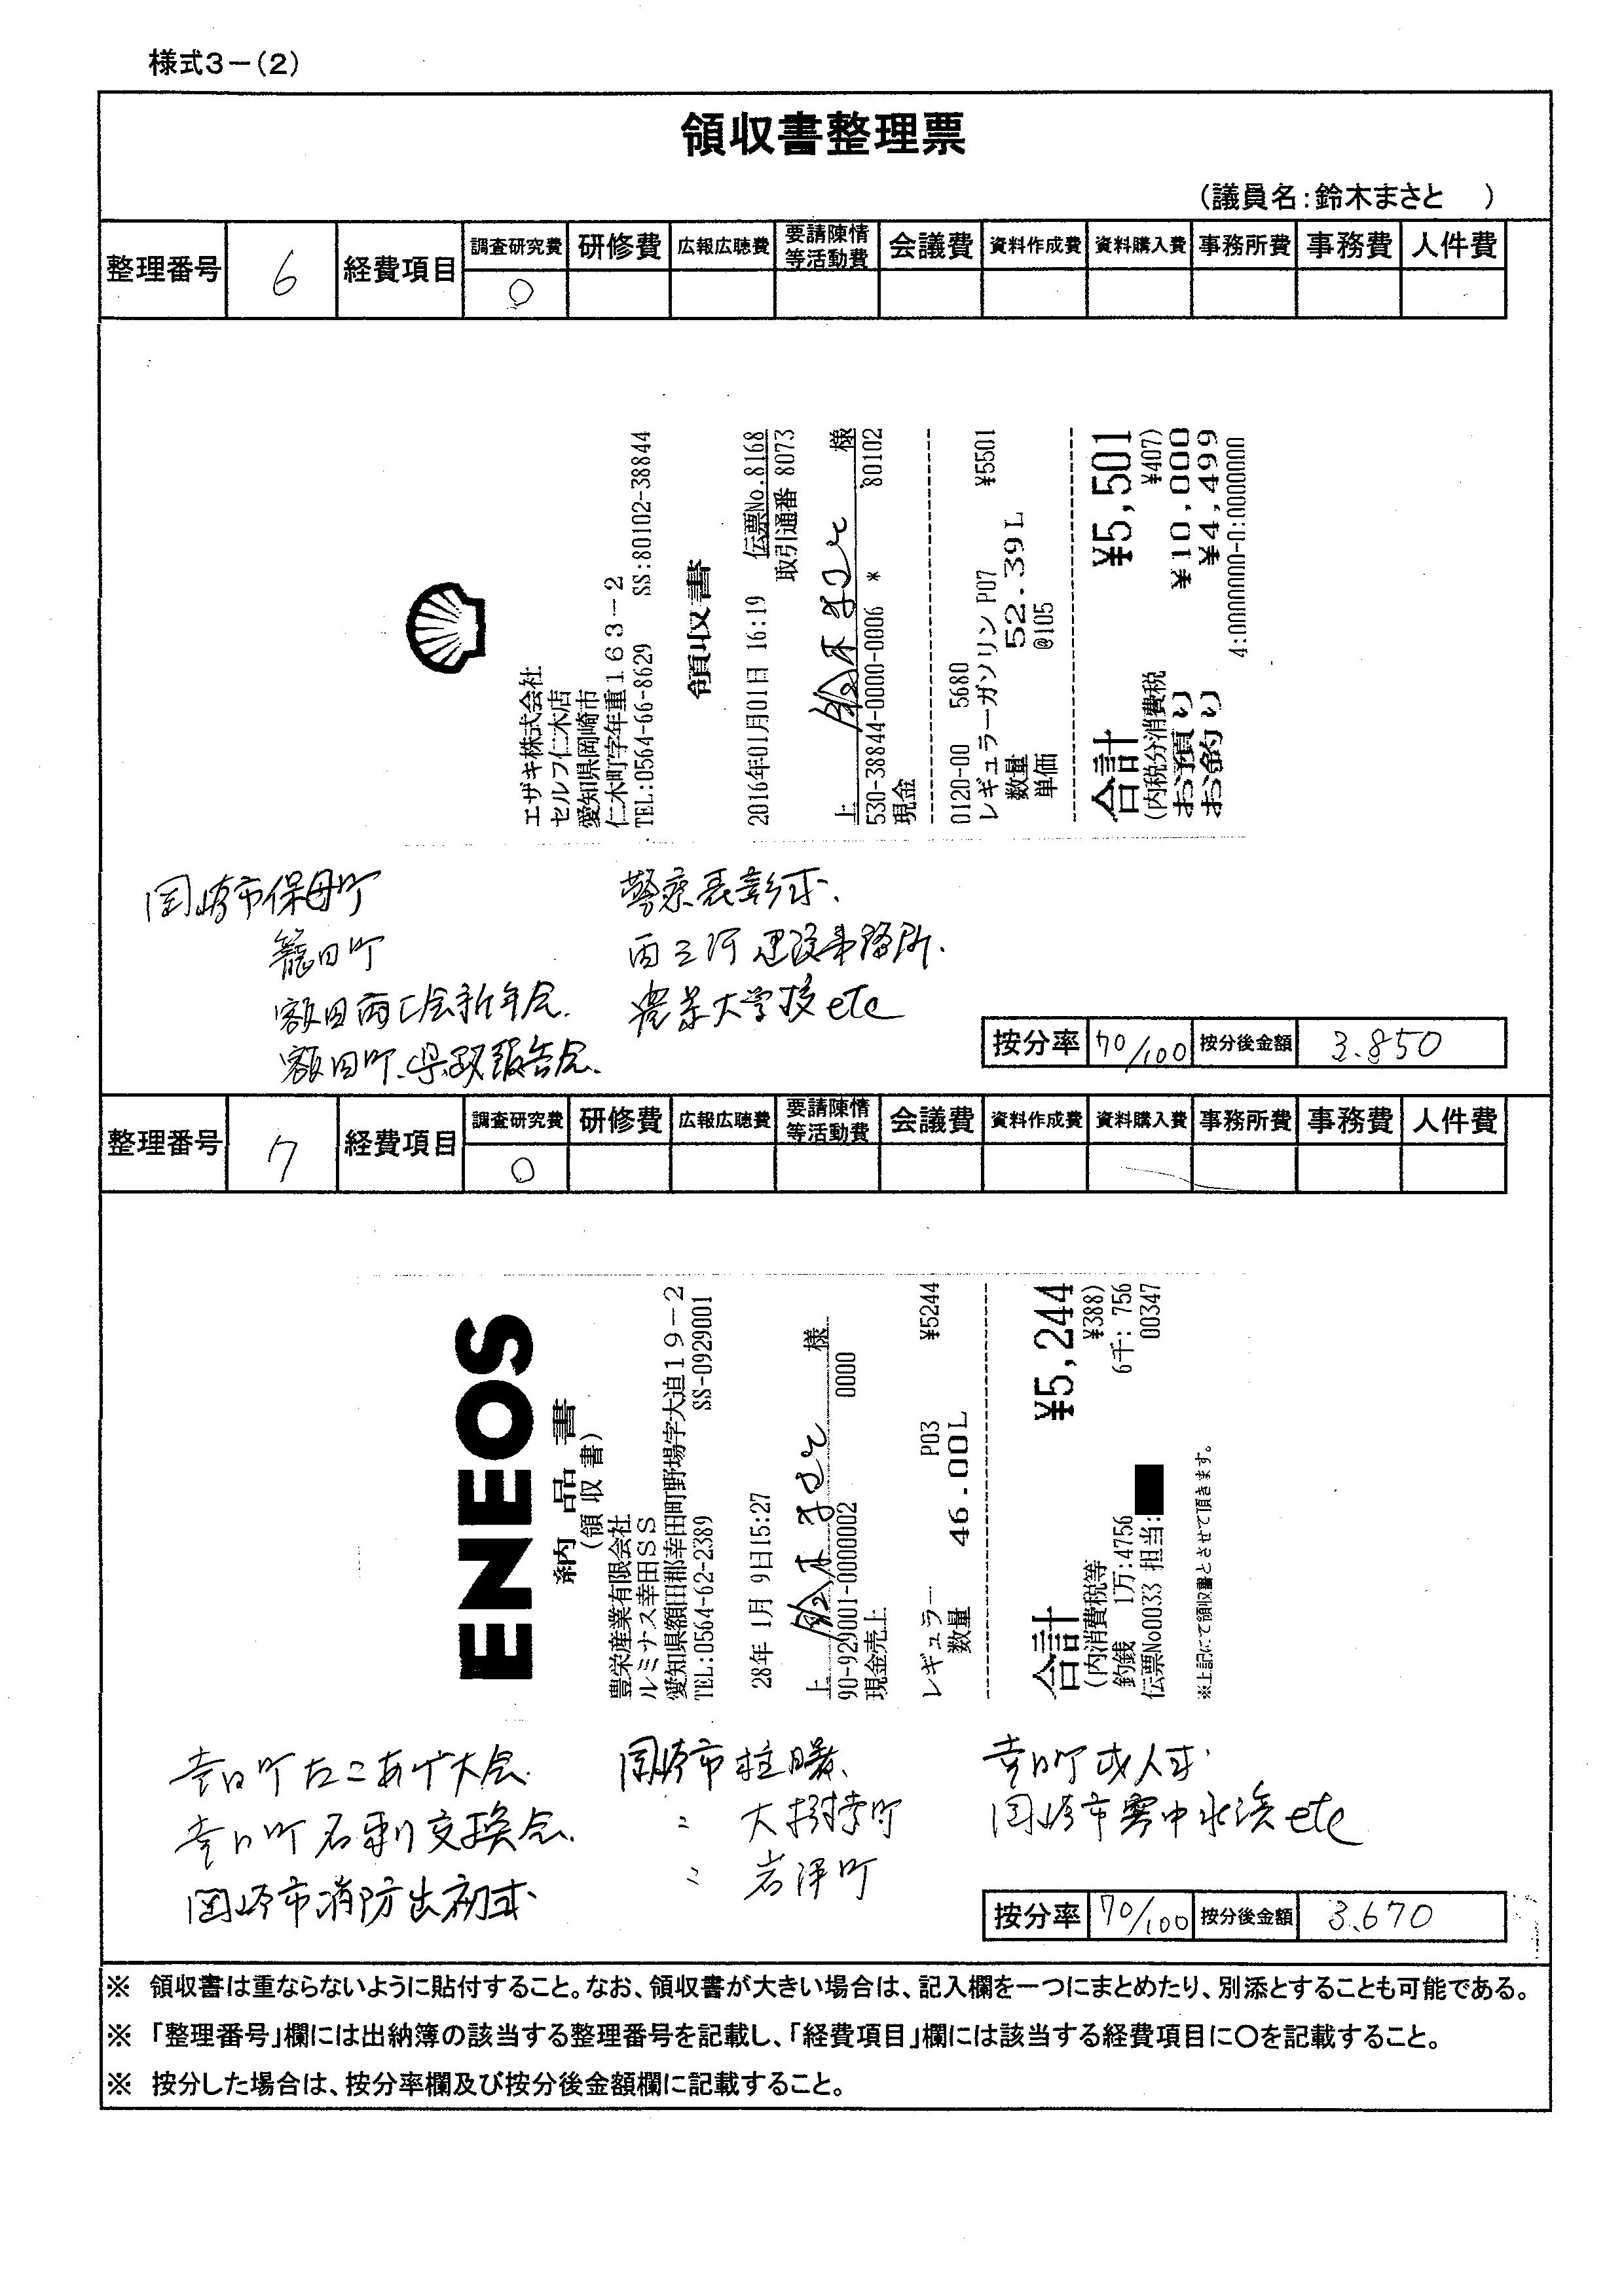 様式3-(2)
領収書整理票
(議員名:鈴木まさと )
整理番号 6 経費項目 調査研究費 研修費 広報広聴費 要請陳情等活動費 会議費 資料作成費 資料購入費 事務所費 事務費 人件費
○
エザキ株式会社
セルフ仁木店
愛知県岡崎市
仁木町字年重163-2
TEL:0564-66-8629 SS:80102-38844
領収書
2016年01月01日 16:19 伝票No.8168
取引通番 8073
上 鈴木まさと 様
530-38844-0000-0006 * 80102
現金
0120-00 5680
レギュラーガソリン P07 ¥5501
数量 52.39L
単価 @105
合計 ¥5,501
(内税分消費税 ¥407)
お預り ¥10,000
お釣り ¥4,499
4:0000000-0:0000000
岡崎市保母町 警察表彰式、
籠田町 西三河建設事務所.
額田商工会新年会. 農業大学校etc
額田町.県政報告会.
按分率 70/100 按分後金額 3.850
整理番号 7 経費項目 調査研究費 研修費 広報広聴費 要請陳情等活動費 会議費 資料作成費 資料購入費 事務所費 事務費 人件費
○
ENEOS
納品書
(領収書)
豊栄産業有限会社
ルミナス幸田SS
愛知県額田郡幸田町野場字大迫19-2
TEL:0564-62-2389 SS-0929001
28年 1月 9日15:27
上 鈴木まさと 様
90-929001-0000002 0000
現金売上
レギュラー P03 ¥5244
数量 46.00L
合計 ¥5,244
(内消費税等 ¥388)
釣銭 1万:4756 6千: 756
伝票No0033 担当: 00347
※上記にて領収書とさせて頂きます。
幸田町たこあげ大会. 岡崎市柱曙、 幸田町成人式
幸田町名刺交換会. 〃 大樹寺町 岡崎市寒中水泳etc
岡崎市消防出初式 〃 岩津町
按分率 70/100 按分後金額 3.670
※ 領収書は重ならないように貼付すること。なお、領収書が大きい場合は、記入欄を一つにまとめたり、別添とすることも可能である。
※ 「整理番号」欄には出納簿の該当する整理番号を記載し、「経費項目」欄には該当する経費項目に○を記載すること。
※ 按分した場合は、按分率欄及び按分後金額欄に記載すること。